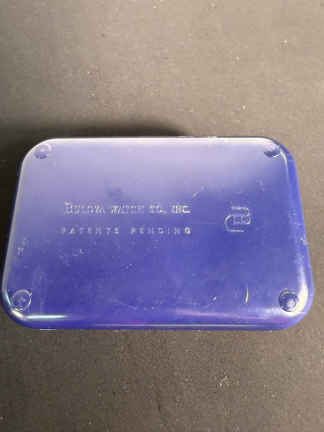 BULOVA WATCH CO., INC.
PATENTS PENDING